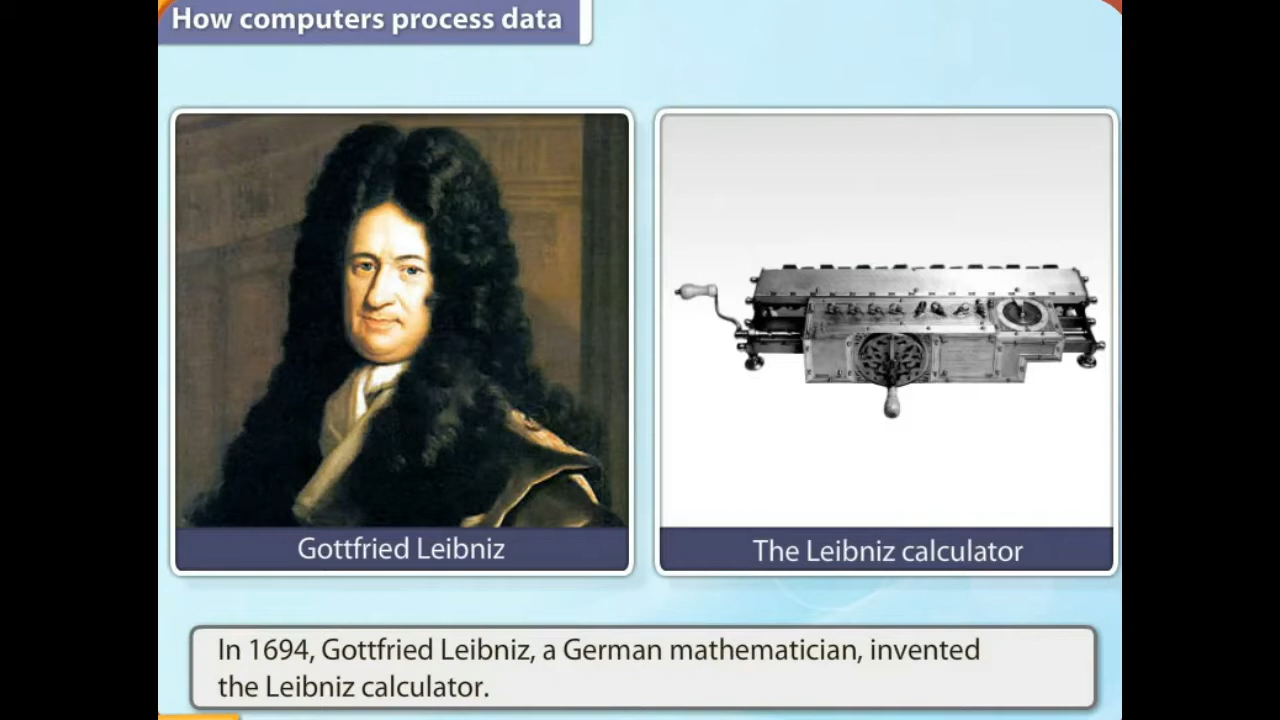 How computers process data
Gottfried Leibniz
The Leibniz calculator
In 1694, Gottfried Leibniz, a German mathematician, invented
the Leibniz calculator.